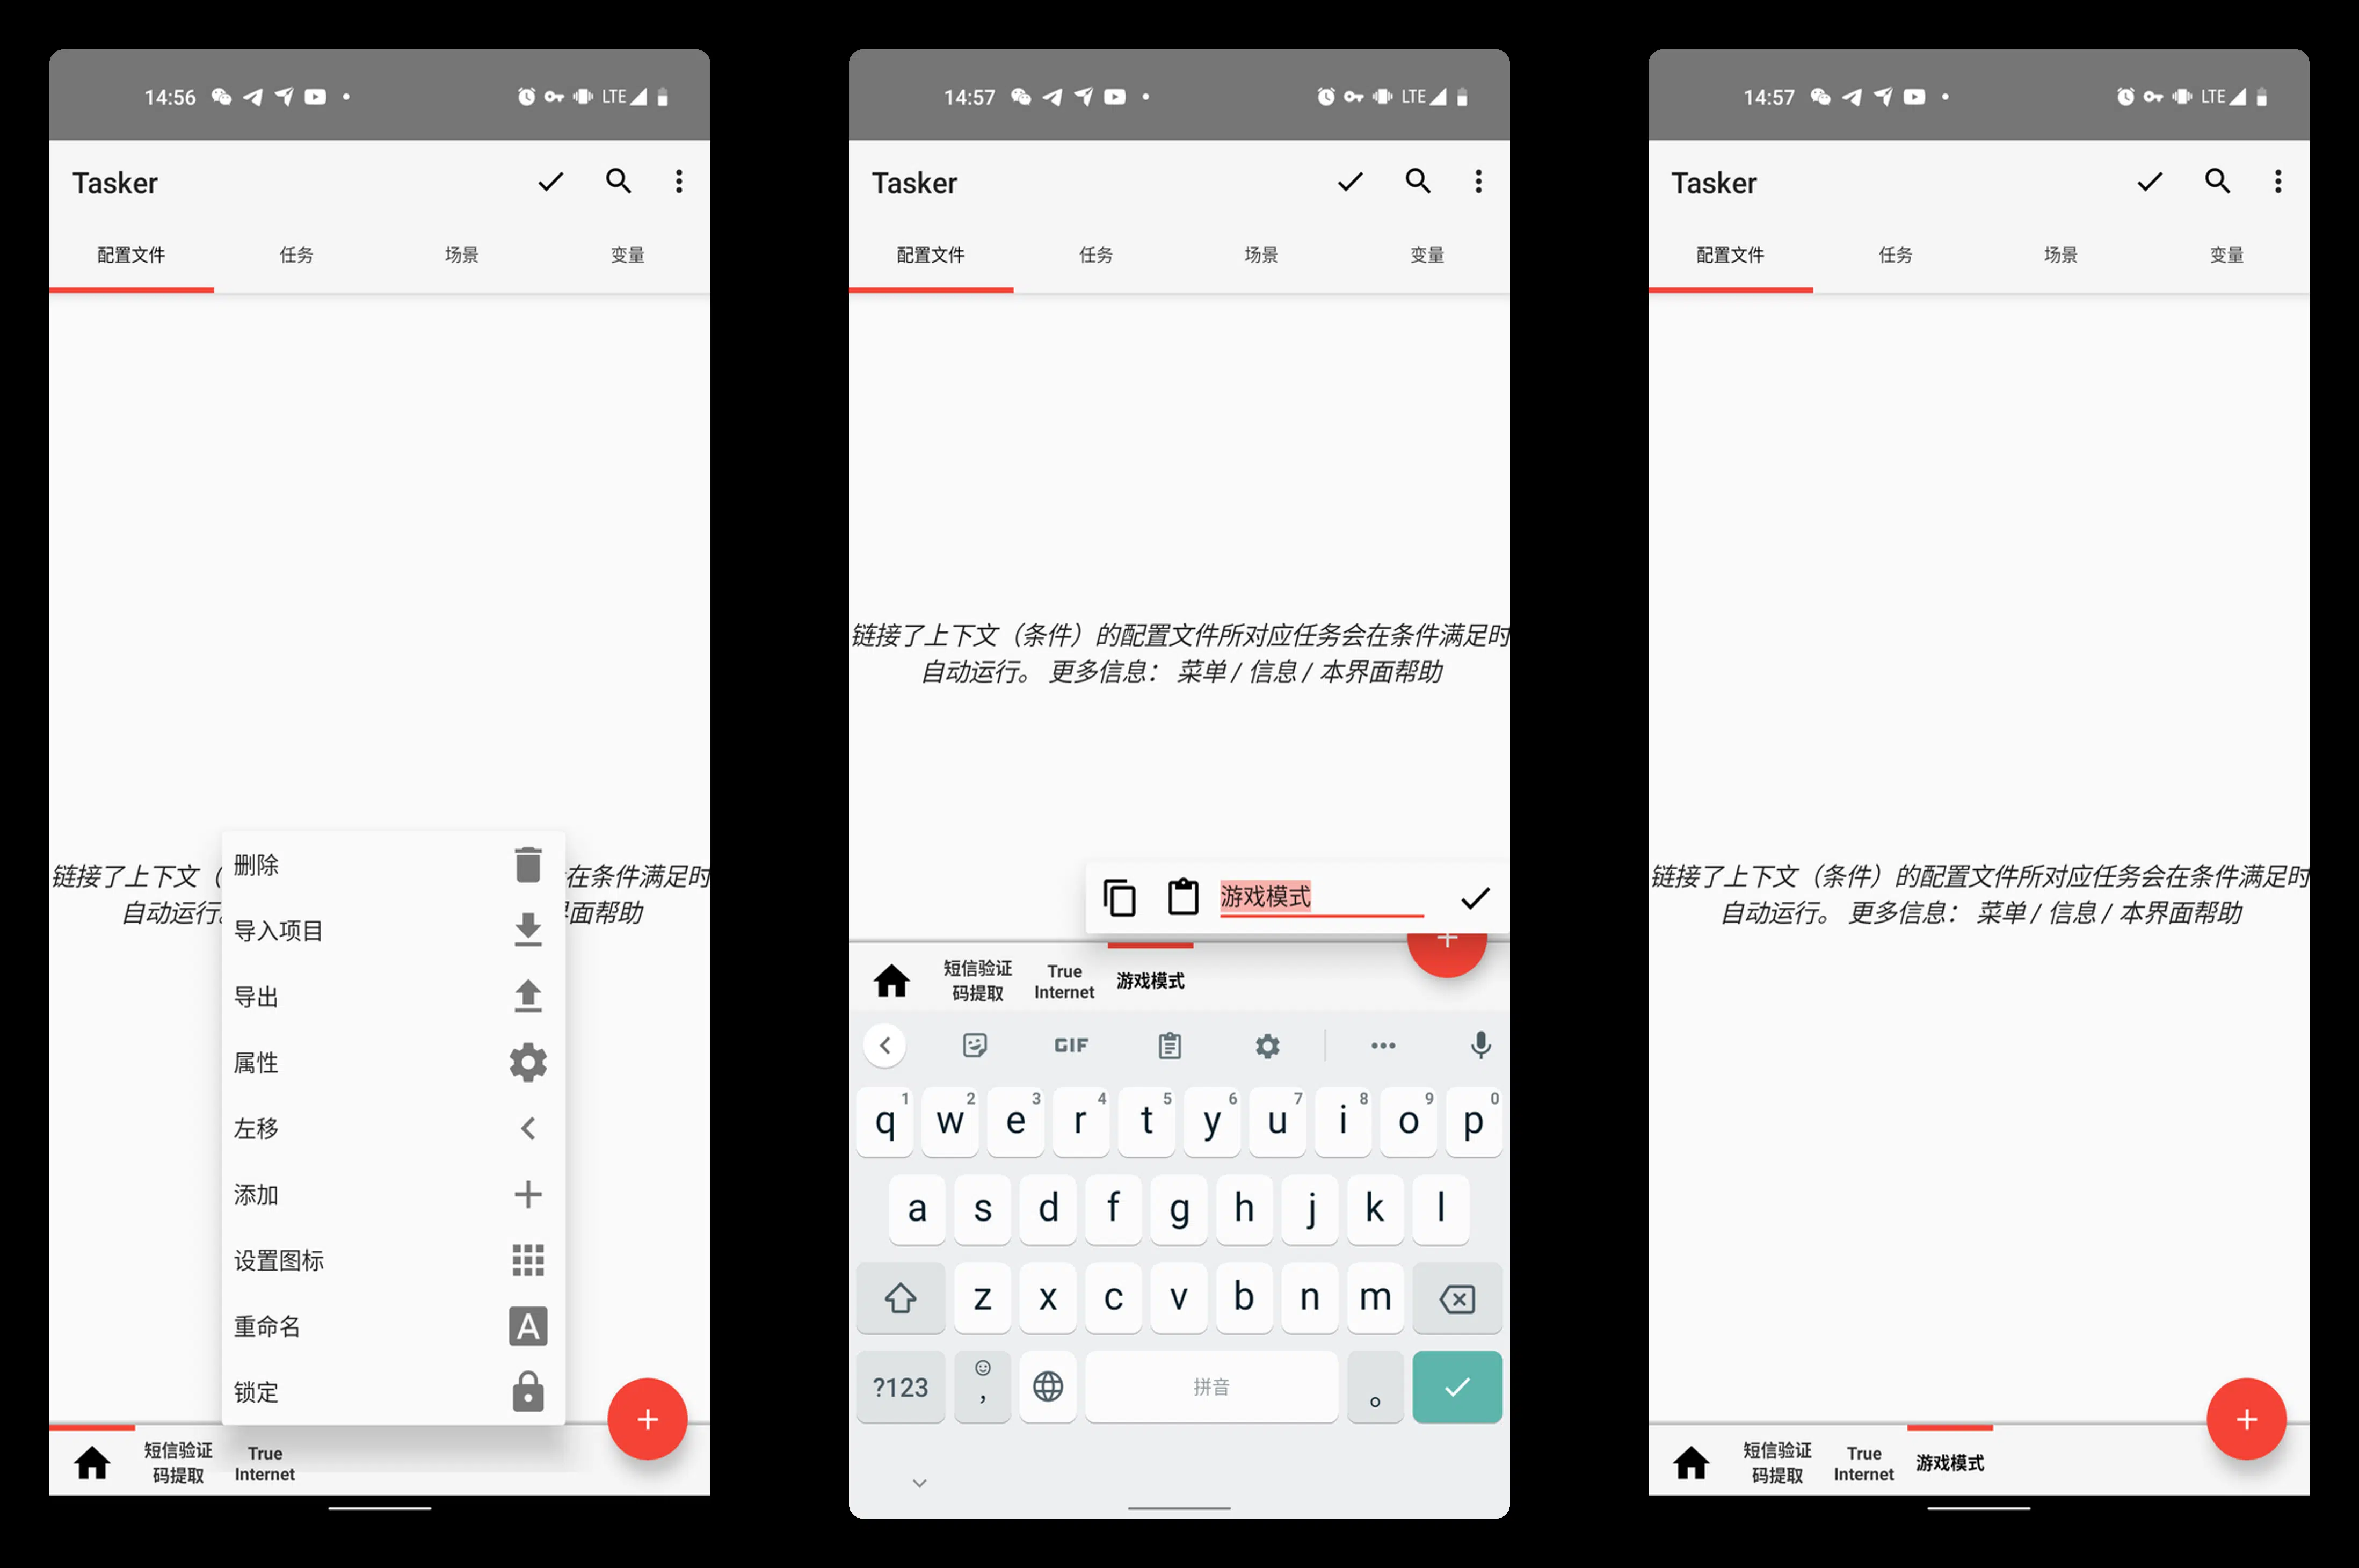 14:56
LTE
Tasker
配置文件
任务
场景
变量
链接了上下文（
在条件满足时
自动运行。
界面帮助
删除
导入项目
导出
属性
左移
添加
设置图标
重命名
A
锁定
短信验证
码提取
True
Internet
14:57
LTE
Tasker
配置文件
任务
场景
变量
链接了上下文（条件）的配置文件所对应任务会在条件满足时
自动运行。 更多信息： 菜单 / 信息 / 本界面帮助
游戏模式
短信验证
码提取
True
Internet
游戏模式
GIF
q1 w2 e3 r4 t5 y6 u7 i8 o9 p0
a s d f g h j k l
z x c v b n m
?123 , 拼音 。
14:57
LTE
Tasker
配置文件
任务
场景
变量
链接了上下文（条件）的配置文件所对应任务会在条件满足时
自动运行。 更多信息： 菜单 / 信息 / 本界面帮助
短信验证
码提取
True
Internet
游戏模式